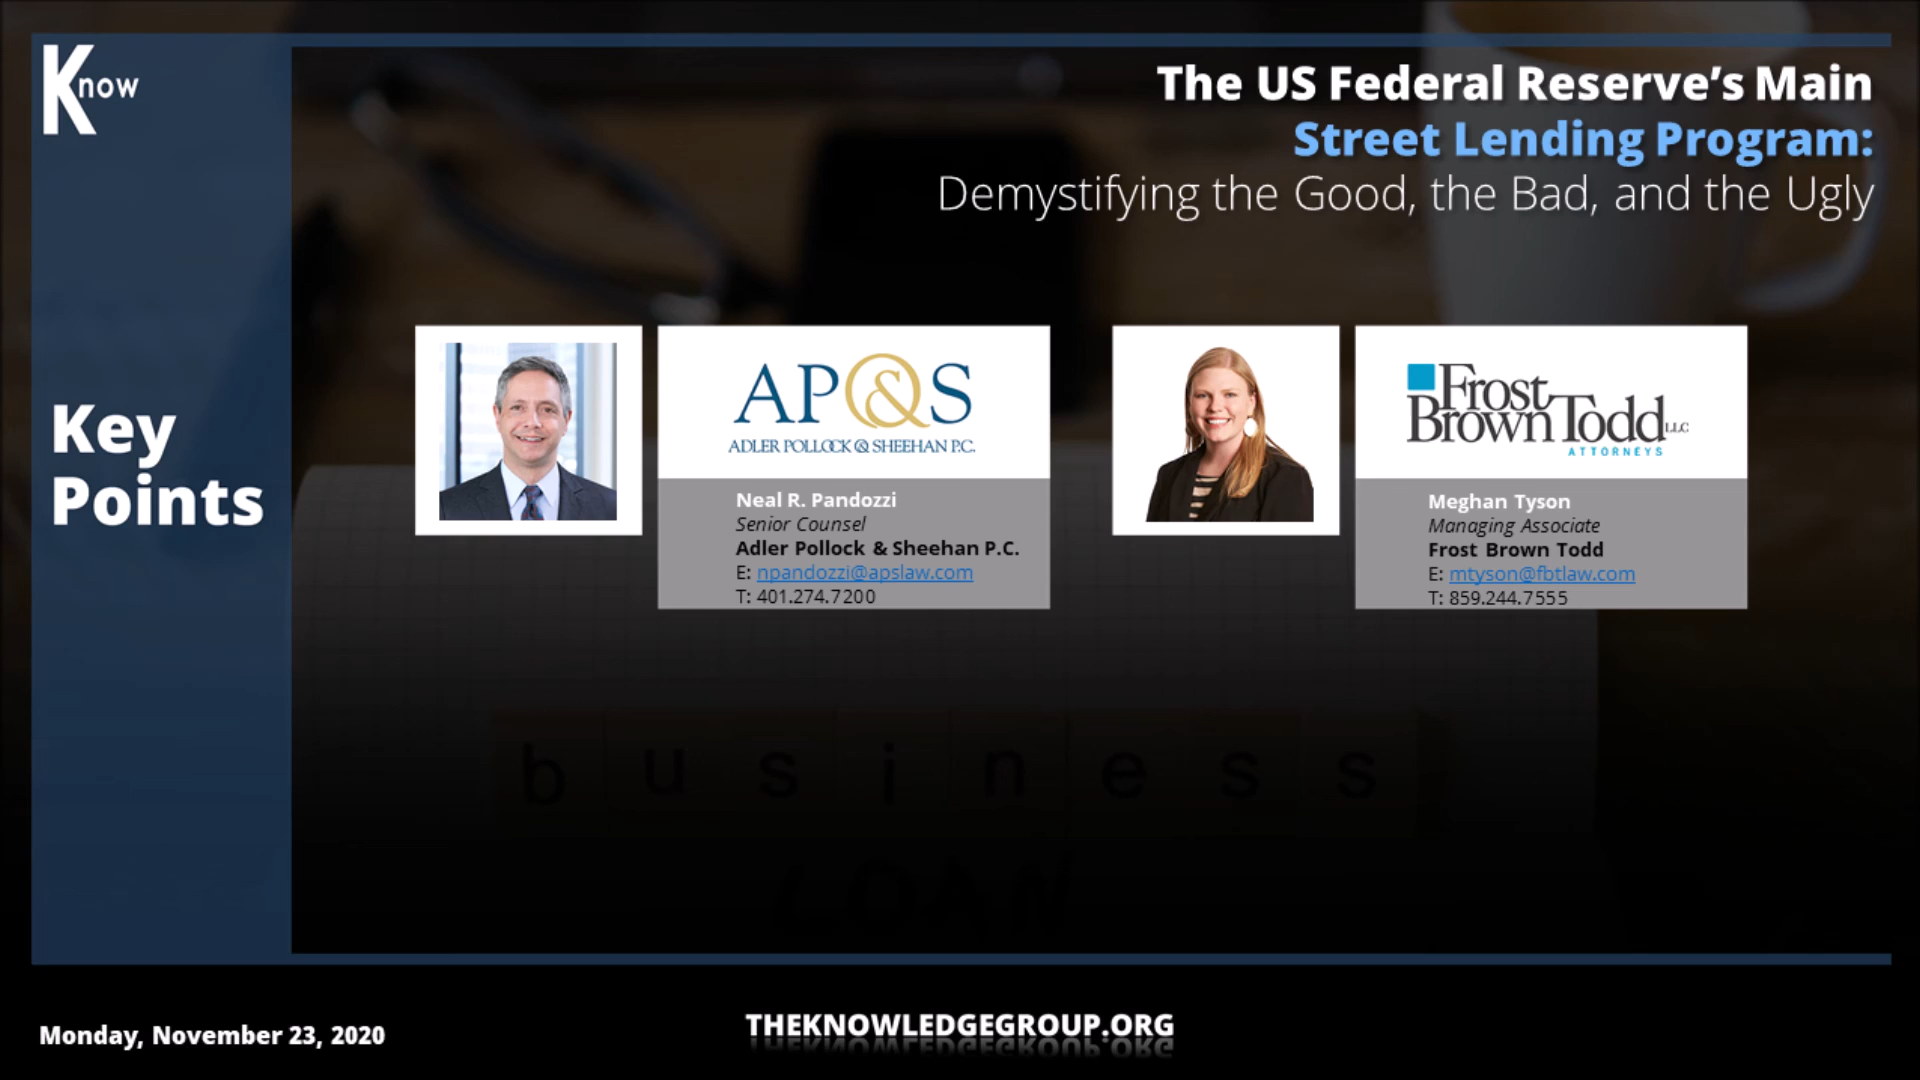 Know
The US Federal Reserve’s Main
Street Lending Program:
Demystifying the Good, the Bad, and the Ugly
Key
Points
AP&S
ADLER POLLOCK & SHEEHAN P.C.
Neal R. Pandozzi
Senior Counsel
Adler Pollock & Sheehan P.C.
E: npandozzi@apslaw.com
T: 401.274.7200
Frost
Brown Todd LLC
ATTORNEYS
Meghan Tyson
Managing Associate
Frost Brown Todd
E: mtyson@fbtlaw.com
T: 859.244.7555
business
LOAN
Monday, November 23, 2020
THEKNOWLEDGEGROUP.ORG